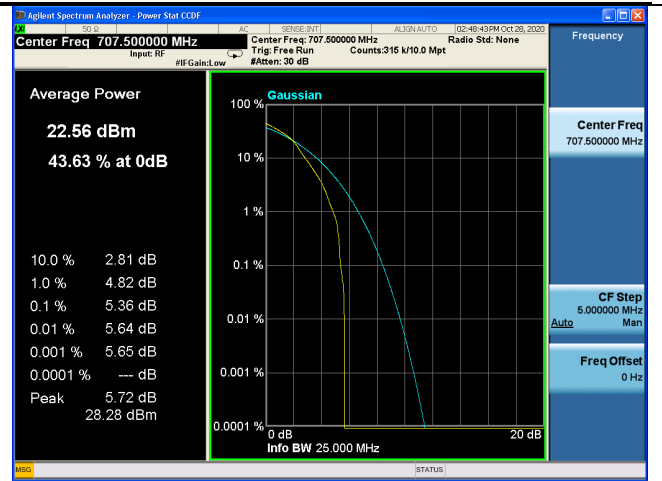 Agilent Spectrum Analyzer - Power Stat CCDF
50 Ω AC SENSE:INT ALIGN AUTO 02:48:43 PM Oct 28, 2020
Center Freq 707.500000 MHz
Input: RF
#IFGain:Low
Center Freq: 707.500000 MHz
Trig: Free Run Counts:315 k/10.0 Mpt
#Atten: 30 dB
Radio Std: None
Average Power
22.56 dBm
43.63 % at 0dB
10.0 % 2.81 dB
1.0 % 4.82 dB
0.1 % 5.36 dB
0.01 % 5.64 dB
0.001 % 5.65 dB
0.0001 % --- dB
Peak 5.72 dB
28.28 dBm
Gaussian
100 %
10 %
1 %
0.1 %
0.01 %
0.001 %
0.0001 %
0 dB 20 dB
Info BW 25.000 MHz
Frequency
Center Freq
707.500000 MHz
CF Step
5.000000 MHz
Auto Man
Freq Offset
0 Hz
MSG STATUS